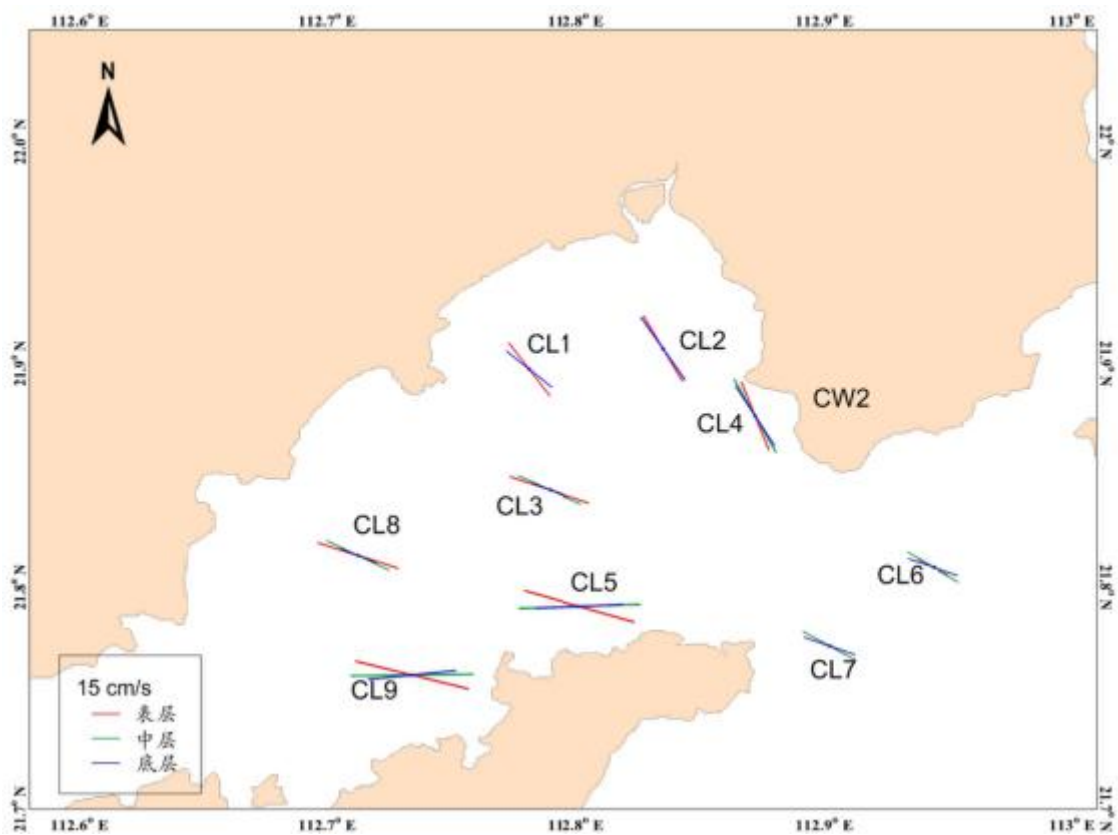 112.6° E 112.7° E 112.8° E 112.9° E 113° E
N
22.0° N 22.0° N
CL1
CL2
21.9° N 21.9° N
CW2
CL4
CL3
CL8
CL6
CL5
21.8° N 21.8° N
CL7
CL9
15 cm/s
表层
中层
底层
21.7° N 21.7° N
112.6° E 112.7° E 112.8° E 112.9° E 113° E